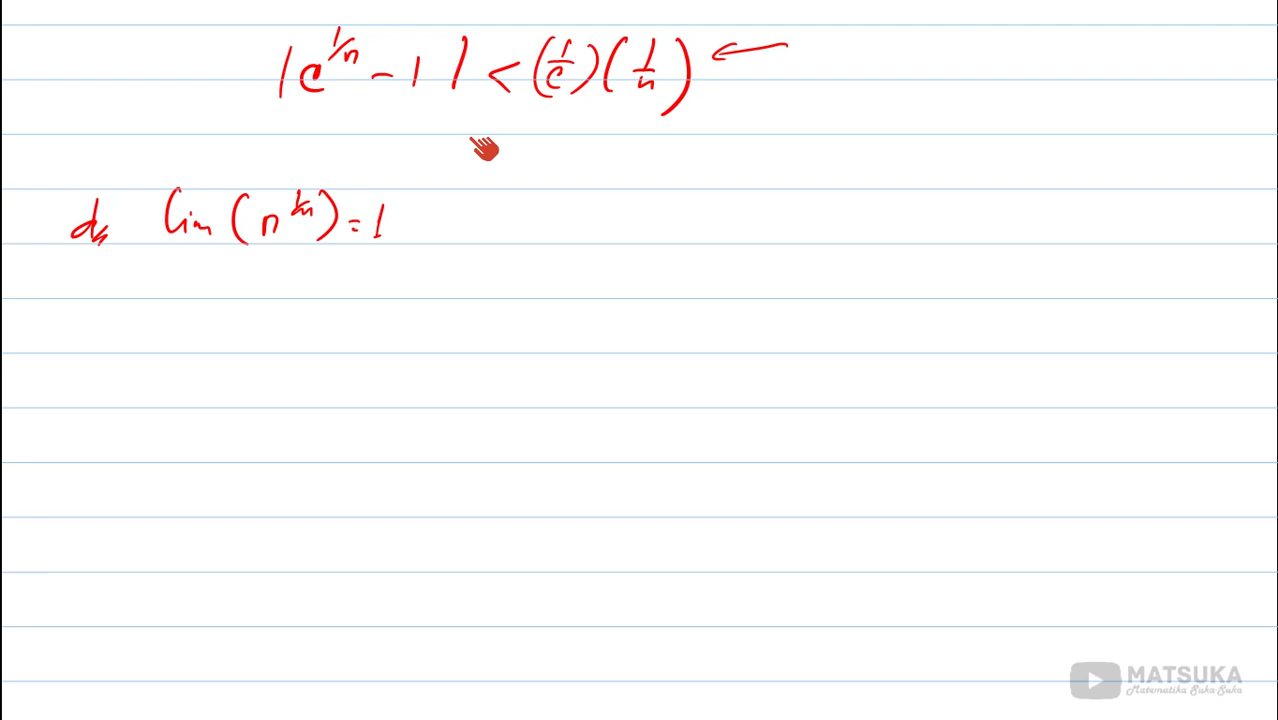 |e^{1/n} - 1| < (1/e)(1/n) ←
d, lim (n^{1/n}) = 1
MATSUKA
Matematika Suka-Suka